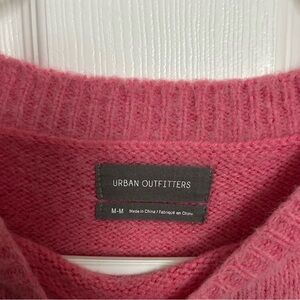 URBAN OUTFITTERS
M-M Made in China / Fabriqué en Chine